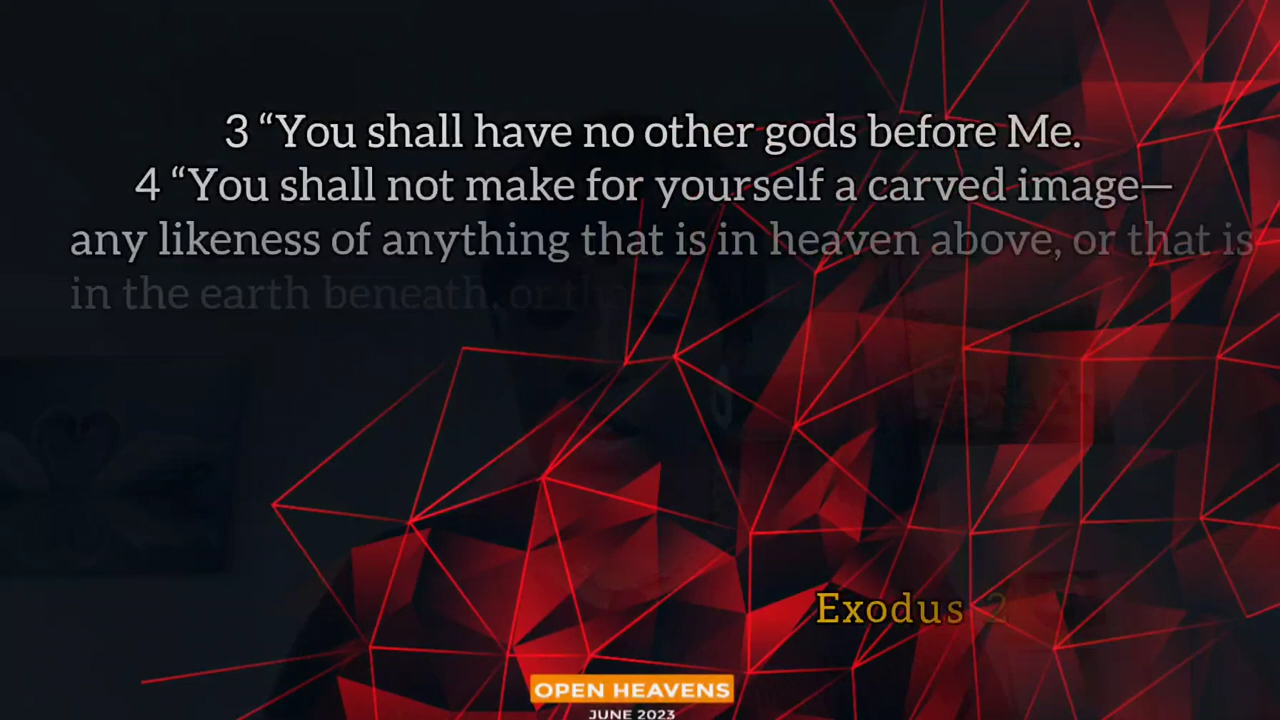 3 “You shall have no other gods before Me.
4 “You shall not make for yourself a carved image—
any likeness of anything that is in heaven above, or that is
in the earth beneath, or
Exodus 2
OPEN HEAVENS
JUNE 2023